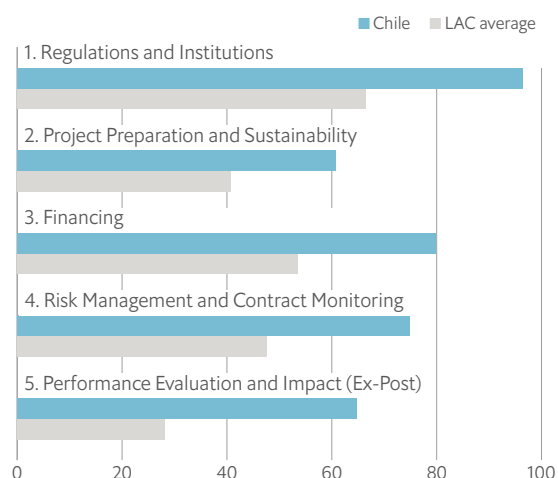 Chile LAC average
1. Regulations and Institutions
2. Project Preparation and Sustainability
3. Financing
4. Risk Management and Contract Monitoring
5. Performance Evaluation and Impact (Ex-Post)
0 20 40 60 80 100